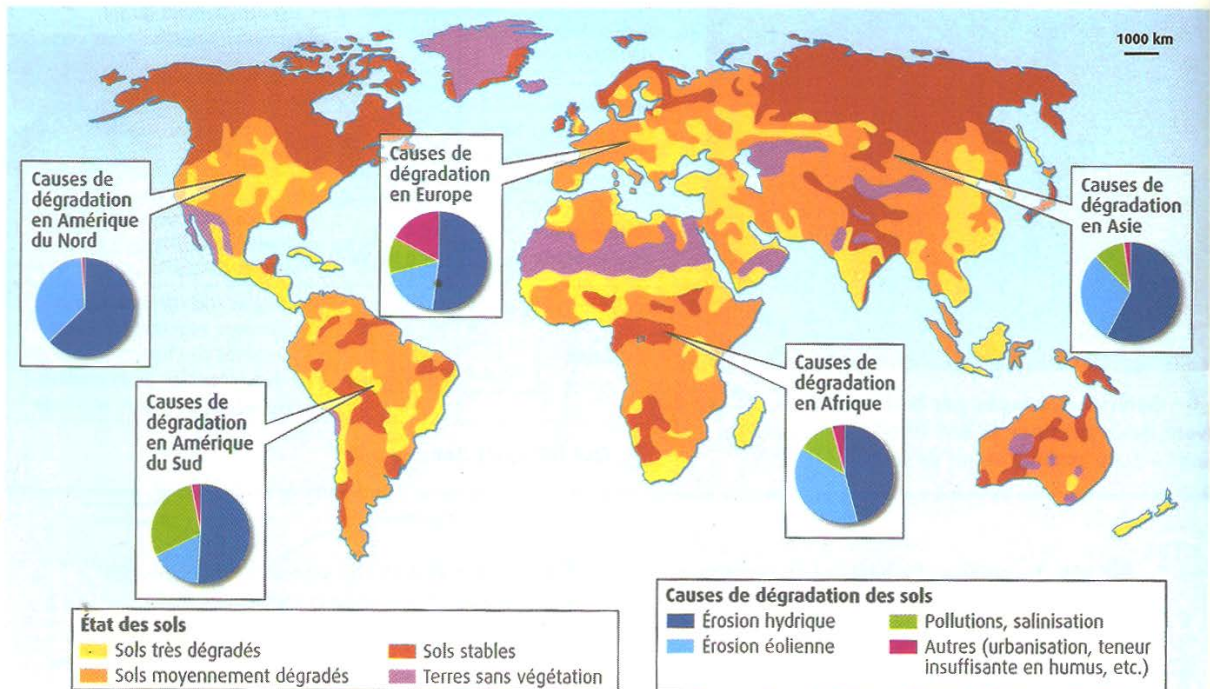 1000 km
Causes de
dégradation
en Amérique
du Nord
Causes de
dégradation
en Europe
Causes de
dégradation
en Asie
Causes de
dégradation
en Amérique
du Sud
Causes de
dégradation
en Afrique
État des sols
Sols très dégradés
Sols stables
Sols moyennement dégradés
Terres sans végétation
Causes de dégradation des sols
Érosion hydrique
Pollutions, salinisation
Érosion éolienne
Autres (urbanisation, teneur
insuffisante en humus, etc.)